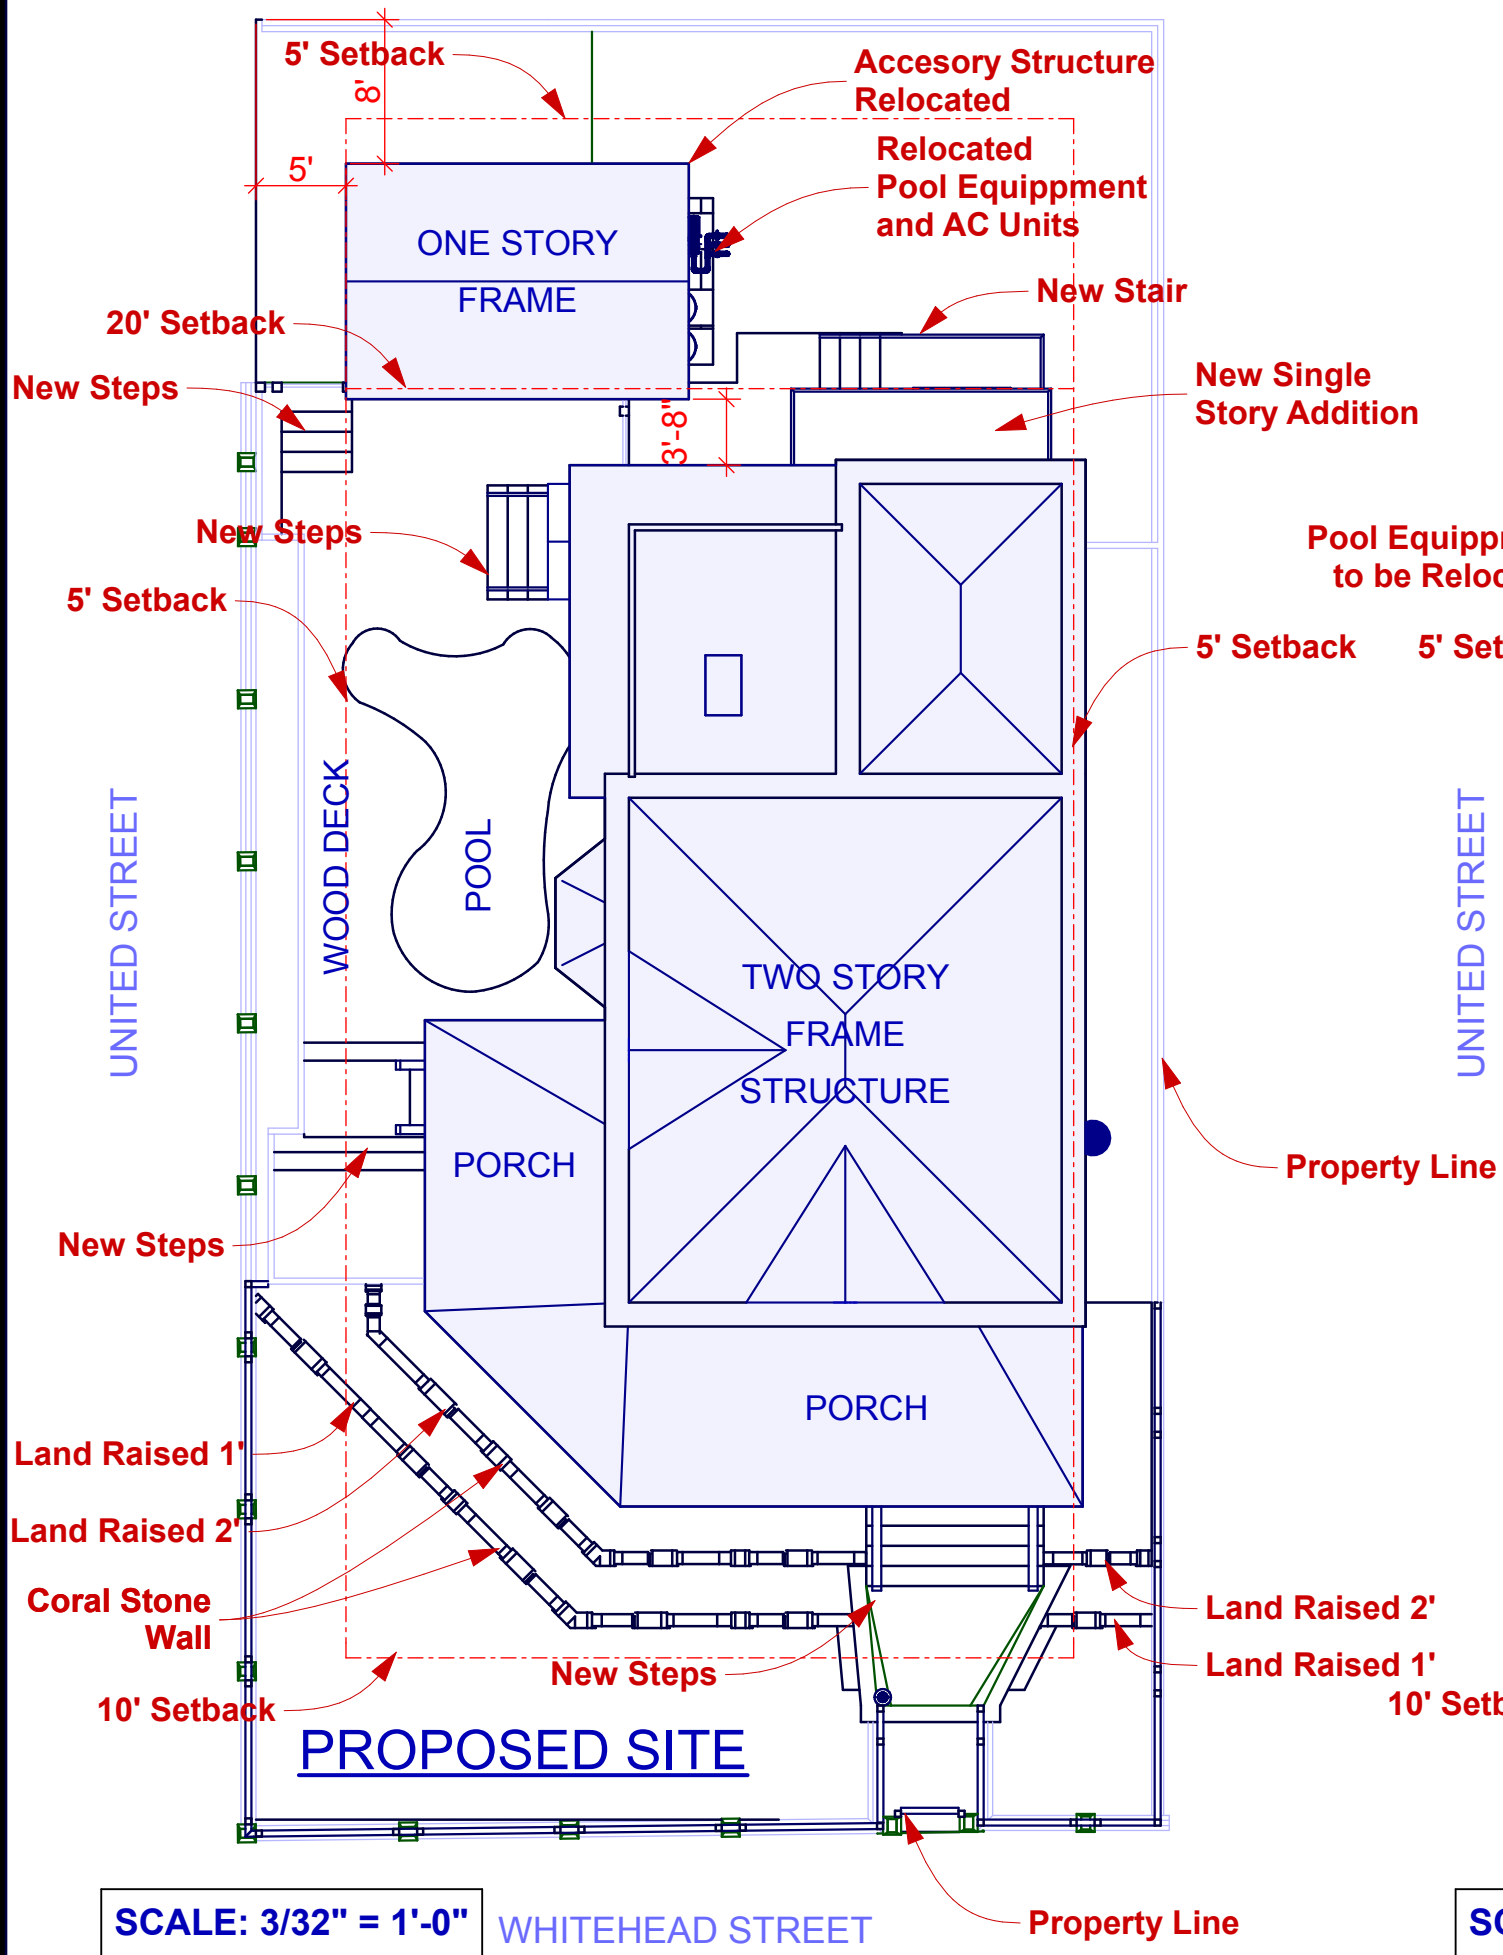 5' Setback
8'
Accesory Structure
Relocated
5'
Relocated
Pool Equippment
and AC Units
ONE STORY
FRAME
New Stair
20' Setback
New Steps
New Single
Story Addition
3'-8"
New Steps
Pool Equippm
to be Reloc
5' Setback
5' Setback
5' Set
WOOD DECK
POOL
UNITED STREET
UNITED STREET
TWO STORY
FRAME
STRUCTURE
PORCH
Property Line
New Steps
PORCH
Land Raised 1'
Land Raised 2'
Coral Stone
Wall
Land Raised 2'
New Steps
Land Raised 1'
10' Setback
10' Setb
PROPOSED SITE
SCALE: 3/32" = 1'-0"
WHITEHEAD STREET
Property Line
SC